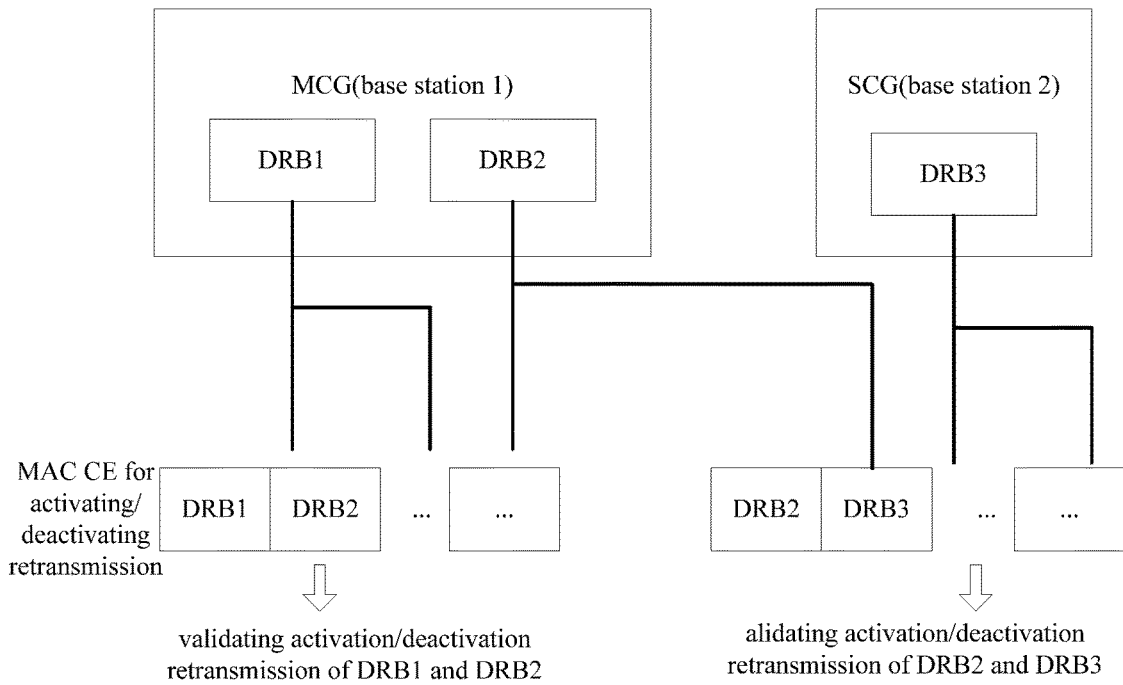 MCG(base station 1)
SCG(base station 2)
DRB1
DRB2
DRB3
MAC CE for
activating/
deactivating
retransmission
DRB1
DRB2
...
...
DRB2
DRB3
...
...
validating activation/deactivation
retransmission of DRB1 and DRB2
alidating activation/deactivation
retransmission of DRB2 and DRB3